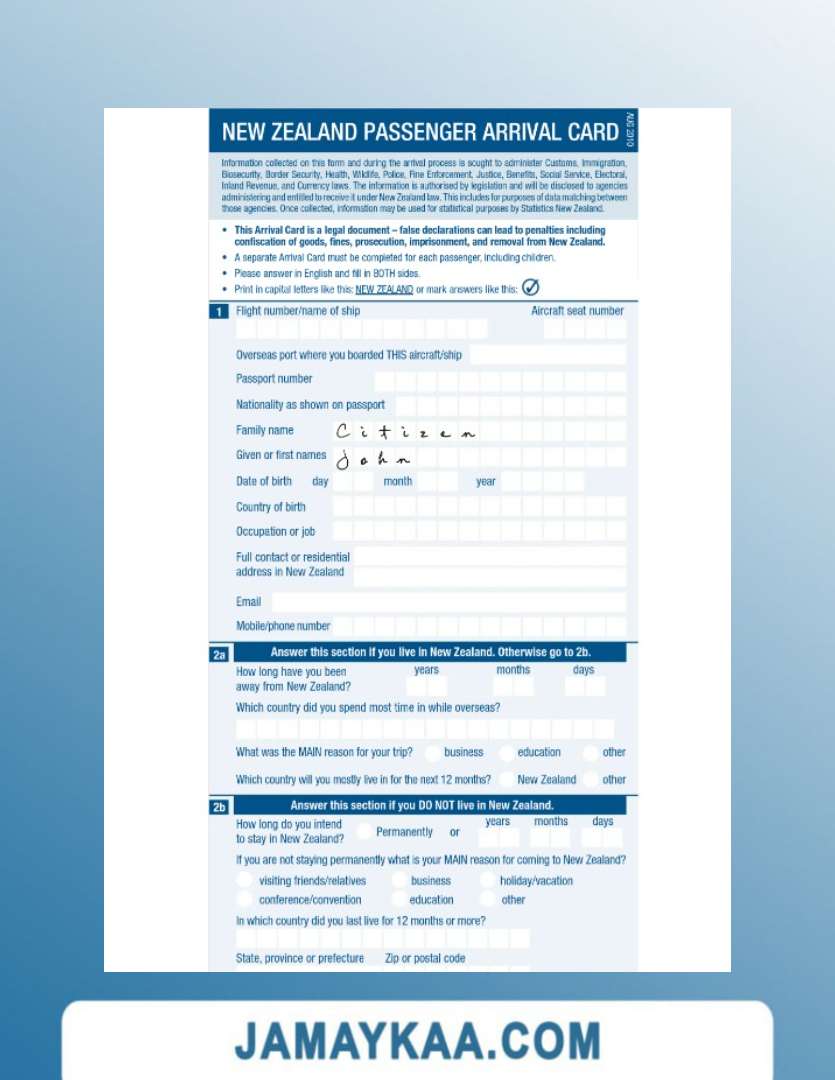 NEW ZEALAND PASSENGER ARRIVAL CARD
AUG 2010
Information collected on this form and during the arrival process is sought to administer Customs, Immigration,
Biosecurity, Border Security, Health, Wildlife, Police, Fine Enforcement, Justice, Benefits, Social Service, Electoral,
Inland Revenue, and Currency laws. The information is authorised by legislation and will be disclosed to agencies
administering and entitled to receive it under New Zealand law. This includes for purposes of data matching between
those agencies. Once collected, information may be used for statistical purposes by Statistics New Zealand.
• This Arrival Card is a legal document – false declarations can lead to penalties including
confiscation of goods, fines, prosecution, imprisonment, and removal from New Zealand.
• A separate Arrival Card must be completed for each passenger, including children.
• Please answer in English and fill in BOTH sides.
• Print in capital letters like this: NEW ZEALAND or mark answers like this:
1 Flight number/name of ship Aircraft seat number
Overseas port where you boarded THIS aircraft/ship
Passport number
Nationality as shown on passport
Family name Citizen
Given or first names John
Date of birth day month year
Country of birth
Occupation or job
Full contact or residential
address in New Zealand
Email
Mobile/phone number
2a Answer this section if you live in New Zealand. Otherwise go to 2b.
How long have you been years months days
away from New Zealand?
Which country did you spend most time in while overseas?
What was the MAIN reason for your trip? business education other
Which country will you mostly live in for the next 12 months? New Zealand other
2b Answer this section if you DO NOT live in New Zealand.
How long do you intend Permanently or years months days
to stay in New Zealand?
If you are not staying permanently what is your MAIN reason for coming to New Zealand?
visiting friends/relatives business holiday/vacation
conference/convention education other
In which country did you last live for 12 months or more?
State, province or prefecture Zip or postal code
JAMAYKAA.COM